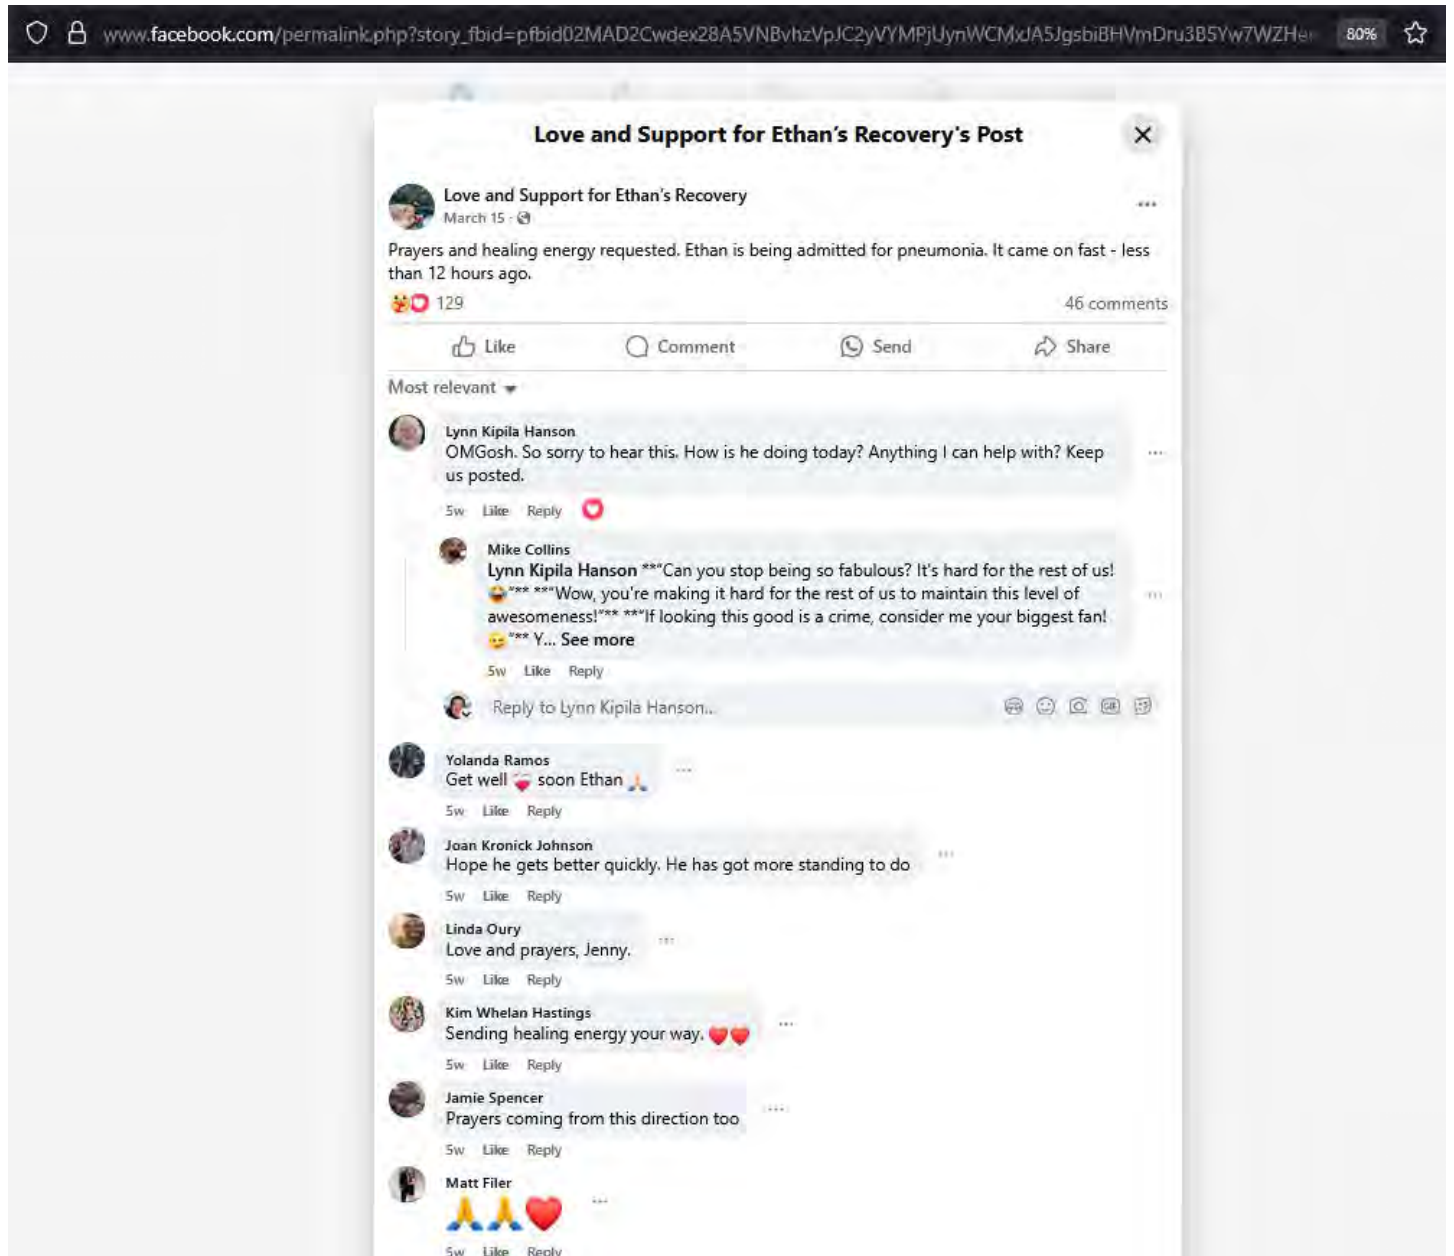 www.facebook.com/permalink.php?story_fbid=pfbid02MAD2Cwdex28A5VNBvhzVpJC2yVYMPjUynWCMxJA5JgsbiBHVmDru3B5Yw7WZHe
80%
Love and Support for Ethan's Recovery's Post
Love and Support for Ethan's Recovery
March 15 ·
Prayers and healing energy requested. Ethan is being admitted for pneumonia. It came on fast - less
than 12 hours ago.
129 46 comments
Like Comment Send Share
Most relevant
Lynn Kipila Hanson
OMGosh. So sorry to hear this. How is he doing today? Anything I can help with? Keep
us posted.
5w Like Reply
Mike Collins
Lynn Kipila Hanson **"Can you stop being so fabulous? It's hard for the rest of us!
😂"** **"Wow, you're making it hard for the rest of us to maintain this level of
awesomeness!"** **"If looking this good is a crime, consider me your biggest fan!
😉"** Y... See more
5w Like Reply
Reply to Lynn Kipila Hanson...
GIF
Yolanda Ramos
Get well ❤️‍🩹 soon Ethan 🙏
5w Like Reply
Joan Kronick Johnson
Hope he gets better quickly. He has got more standing to do
5w Like Reply
Linda Oury
Love and prayers, Jenny.
5w Like Reply
Kim Whelan Hastings
Sending healing energy your way. ❤️❤️
5w Like Reply
Jamie Spencer
Prayers coming from this direction too
5w Like Reply
Matt Filer
🙏🙏❤️
5w Like Reply